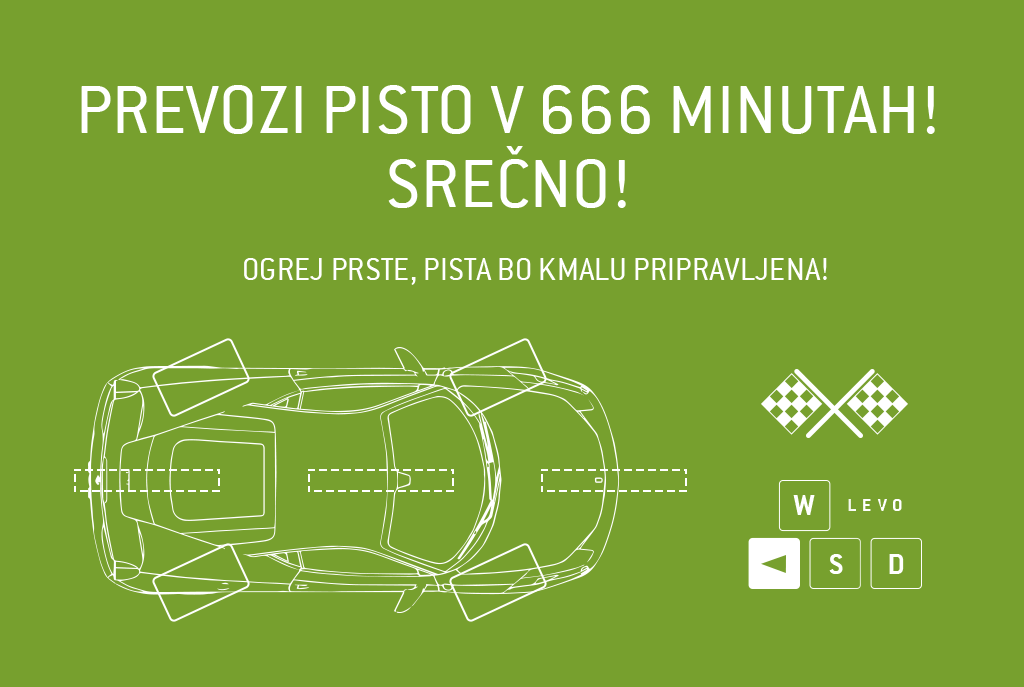 PREVOZI PISTO V 666 MINUTAH!
SREČNO!
OGREJ PRSTE, PISTA BO KMALU PRIPRAVLJENA!
W LEVO
S D